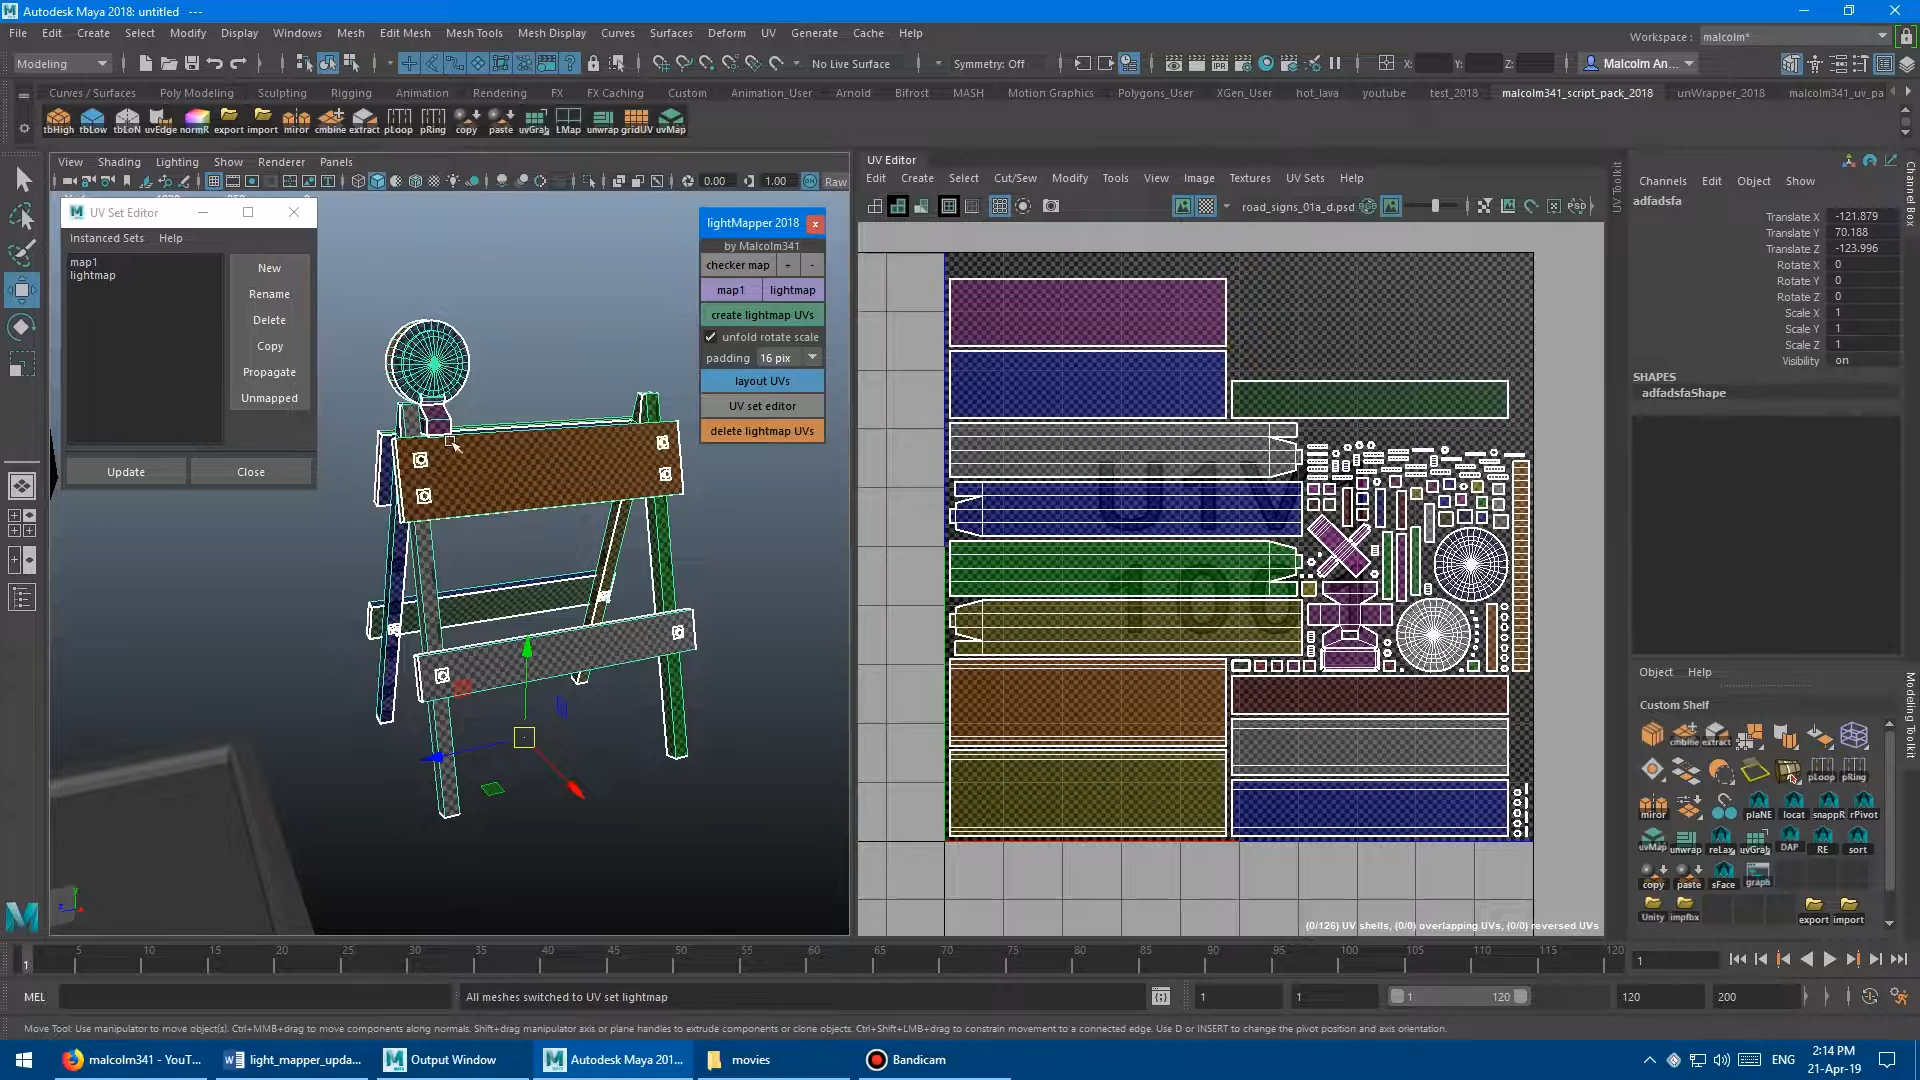 Autodesk Maya 2018: untitled   ---
File Edit Create Select Modify Display Windows Mesh Edit Mesh Mesh Tools Mesh Display Curves Surfaces Deform UV Generate Cache Help
Workspace : malcolm*
Modeling No Live Surface Symmetry: Off X: Y: Z: Malcolm An...
Curves / Surfaces Poly Modeling Sculpting Rigging Animation Rendering FX FX Caching Custom Animation_User Arnold Bifrost MASH Motion Graphics Polygons_User XGen_User hot_lava youtube test_2018 malcolm341_script_pack_2018 unWrapper_2018 malcolm341_uv_pa
tbHigh tbLow tbLoN uvEdge normR export import mirror cmbine extract pLoop pRing copy paste uvGrab LMap unwrap gridUV uvMap
View Shading Lighting Show Renderer Panels
0.00 1.00 Raw
UV Set Editor
Instanced Sets Help
map1
lightmap
New
Rename
Delete
Copy
Propagate
Unmapped
Update Close
lightMapper 2018 x
by Malcolm341
checker map + -
map1 lightmap
create lightmap UVs
unfold rotate scale
padding 16 pix
layout UVs
UV set editor
delete lightmap UVs
UV Editor
Edit Create Select Cut/Sew Modify Tools View Image Textures UV Sets Help
road_signs_01a_d.psd
PSD
UV Toolkit
(0/126) UV shells, (0/0) overlapping UVs, (0/0) reversed UVs
Channels Edit Object Show
adfadsfa
Translate X -121.879
Translate Y 70.188
Translate Z -123.996
Rotate X 0
Rotate Y 0
Rotate Z 0
Scale X 1
Scale Y 1
Scale Z 1
Visibility on
SHAPES
adfadsfaShape
Channel Box
Modeling Toolkit
Object Help
Custom Shelf
cmbine extract
pLoop pRing
miror plaNE locat snappR rPivot
uvMap unwrap relax uvGrab DAP RE sort
copy paste sFace graph
Unity impfbx export import
5 10 15 20 25 30 35 40 45 50 55 60 65 70 75 80 85 90 95 100 105 110 115 120
1 1
MEL All meshes switched to UV set lightmap 1 1 1 120 120 200
Move Tool: Use manipulator to move object(s). Ctrl+MMB+drag to move components along normals. Shift+drag manipulator axis or plane handles to extrude components or clone objects. Ctrl+Shift+LMB+drag to constrain movement to a connected edge. Use D or INSERT to change the pivot position and axis orientation.
malcolm341 - YouT... light_mapper_upda... Output Window Autodesk Maya 201... movies Bandicam
ENG 2:14 PM
21-Apr-19